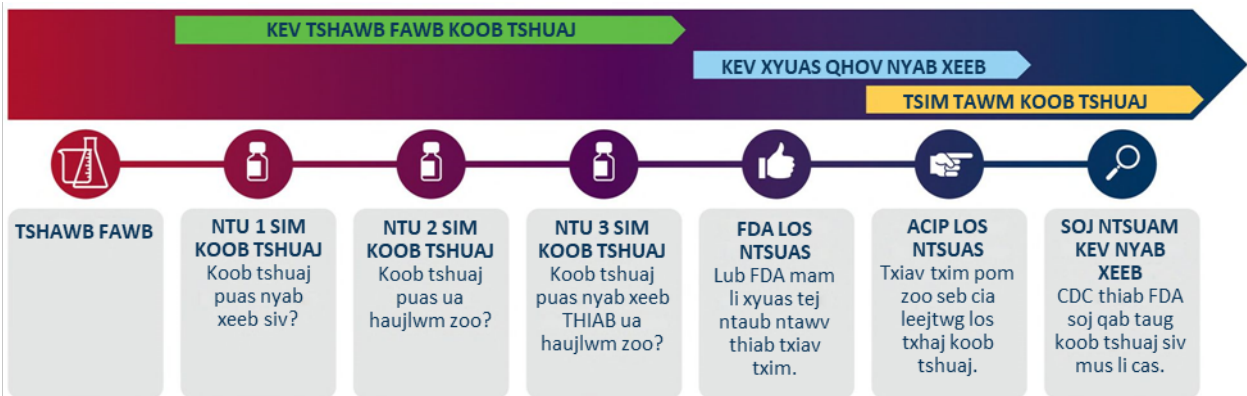 KEV TSHAWB FAWB KOOB TSHUAJ
KEV XYUAS QHOV NYAB XEEB
TSIM TAWM KOOB TSHUAJ
TSHAWB FAWB
NTU 1 SIM
KOOB TSHUAJ
Koob tshuaj
puas nyab
xeeb siv?
NTU 2 SIM
KOOB TSHUAJ
Koob tshuaj
puas ua
haujlwm zoo?
NTU 3 SIM
KOOB TSHUAJ
Koob tshuaj
puas nyab xeeb
THIAB ua
haujlwm zoo?
FDA LOS
NTSUAS
Lub FDA mam
li xyuas tej
ntaub ntawv
thiab txiav
txim.
ACIP LOS
NTSUAS
Txiav txim pom
zoo seb cia
leejtwg los
txhaj koob
tshuaj.
SOJ NTSUAM
KEV NYAB
XEEB
CDC thiab FDA
soj qab taug
koob tshuaj siv
mus li cas.